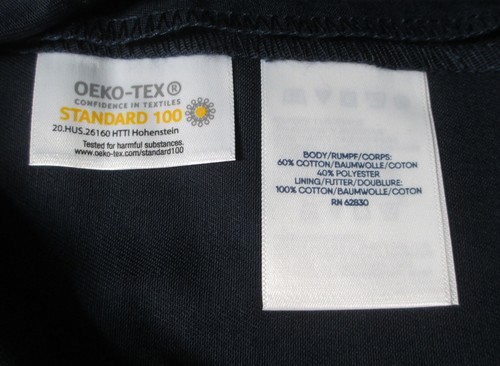 OEKO-TEX®
CONFIDENCE IN TEXTILES
STANDARD 100
20.HUS.26160 HTTI Hohenstein
Tested for harmful substances.
www.oeko-tex.com/standard100
BODY/RUMPF/CORPS:
60% COTTON/BAUMWOLLE/COTON
40% POLYESTER
LINING/FUTTER/DOUBLURE:
100% COTTON/BAUMWOLLE/COTON
RN 62830